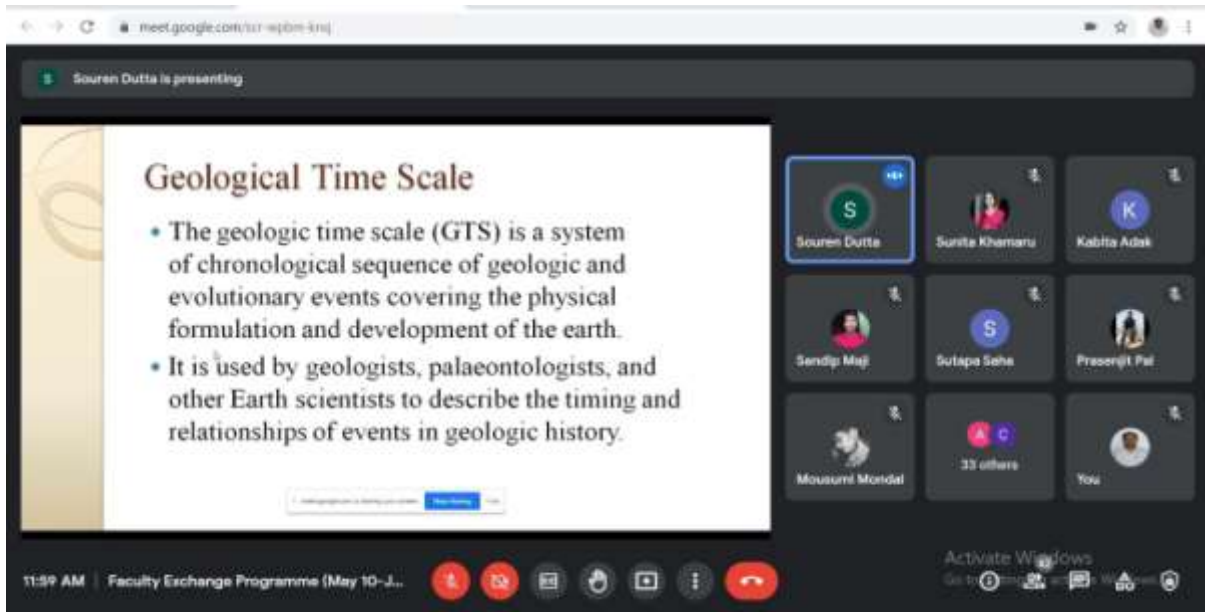 meet.google.com/
S Souren Dutta is presenting
Geological Time Scale
• The geologic time scale (GTS) is a system
of chronological sequence of geologic and
evolutionary events covering the physical
formulation and development of the earth.
• It is used by geologists, palaeontologists, and
other Earth scientists to describe the timing and
relationships of events in geologic history.
S
Souren Dutta
Sunita Khamaru
K
Kabita Adak
Sandip Maji
S
Sutapa Saha
Prasenjit Pal
Mousumi Mondal
A C
33 others
You
Activate Windows
11:59 AM | Faculty Exchange Programme (May 10-J...